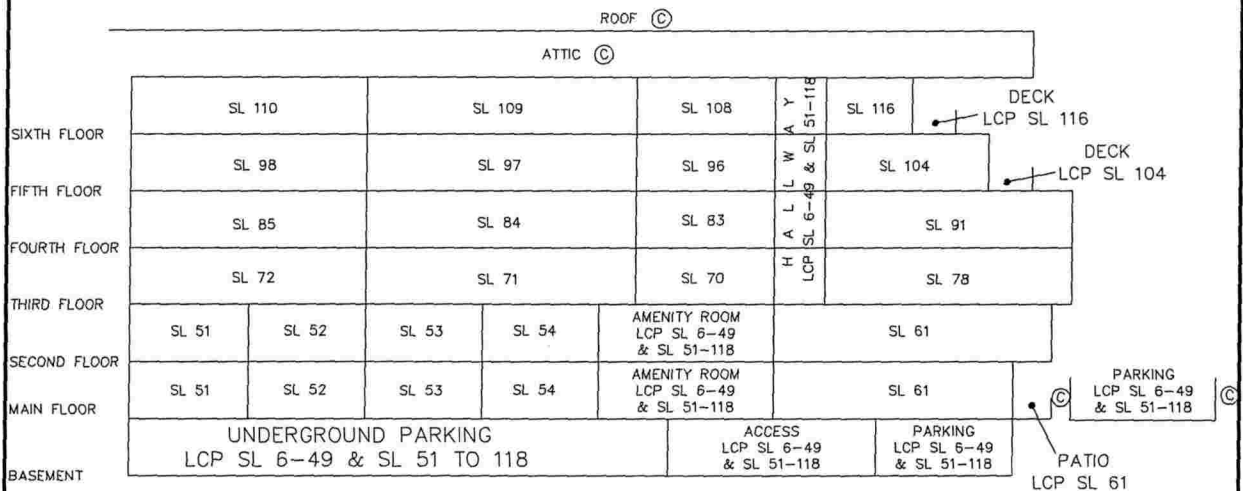 ROOF Ⓒ
ATTIC Ⓒ
SIXTH FLOOR
SL 110
SL 109
SL 108
SL 116
DECK
LCP SL 116
FIFTH FLOOR
SL 98
SL 97
SL 96
SL 104
DECK
LCP SL 104
HALLWAY
LCP SL 6-49 & SL 51-118
FOURTH FLOOR
SL 85
SL 84
SL 83
SL 91
THIRD FLOOR
SL 72
SL 71
SL 70
SL 78
SECOND FLOOR
SL 51
SL 52
SL 53
SL 54
AMENITY ROOM
LCP SL 6-49
& SL 51-118
SL 61
MAIN FLOOR
SL 51
SL 52
SL 53
SL 54
AMENITY ROOM
LCP SL 6-49
& SL 51-118
SL 61
Ⓒ
PARKING
LCP SL 6-49
& SL 51-118
Ⓒ
BASEMENT
UNDERGROUND PARKING
LCP SL 6-49 & SL 51 TO 118
ACCESS
LCP SL 6-49
& SL 51-118
PARKING
LCP SL 6-49
& SL 51-118
PATIO
LCP SL 61